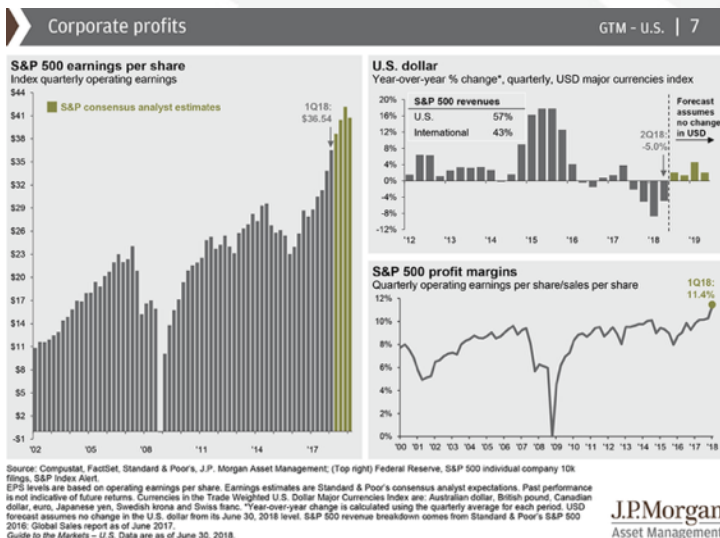 Corporate profits
GTM – U.S. | 7
S&P 500 earnings per share
Index quarterly operating earnings
$44
$41
$38
$35
$32
$29
$26
$23
$20
$17
$14
$11
$8
$5
$2
-$1
S&P consensus analyst estimates
1Q18:
$36.54
'02
'05
'08
'11
'14
'17
U.S. dollar
Year-over-year % change*, quarterly, USD major currencies index
20%
16%
12%
8%
4%
0%
-4%
-8%
-12%
S&P 500 revenues
U.S. 57%
International 43%
2Q18:
-5.0%
Forecast
assumes
no change
in USD
'12
'13
'14
'15
'16
'17
'18
'19
S&P 500 profit margins
Quarterly operating earnings per share/sales per share
1Q18:
11.4%
12%
10%
8%
6%
4%
2%
0%
'00
'01
'02
'03
'04
'05
'06
'07
'08
'09
'10
'11
'12
'13
'14
'15
'16
'17
'18
Source: Compustat, FactSet, Standard & Poor's, J.P. Morgan Asset Management; (Top right) Federal Reserve, S&P 500 individual company 10k
filings, S&P Index Alert.
EPS levels are based on operating earnings per share. Earnings estimates are Standard & Poor's consensus analyst expectations. Past performance
is not indicative of future returns. Currencies in the Trade Weighted U.S. Dollar Major Currencies Index are: Australian dollar, British pound, Canadian
dollar, euro, Japanese yen, Swedish krona and Swiss franc. *Year-over-year change is calculated using the quarterly average for each period. USD
forecast assumes no change in the U.S. dollar from its June 30, 2018 level. S&P 500 revenue breakdown comes from Standard & Poor's S&P 500
2016: Global Sales report as of June 2017.
Guide to the Markets – U.S. Data are as of June 30, 2018.
J.P.Morgan
Asset Management